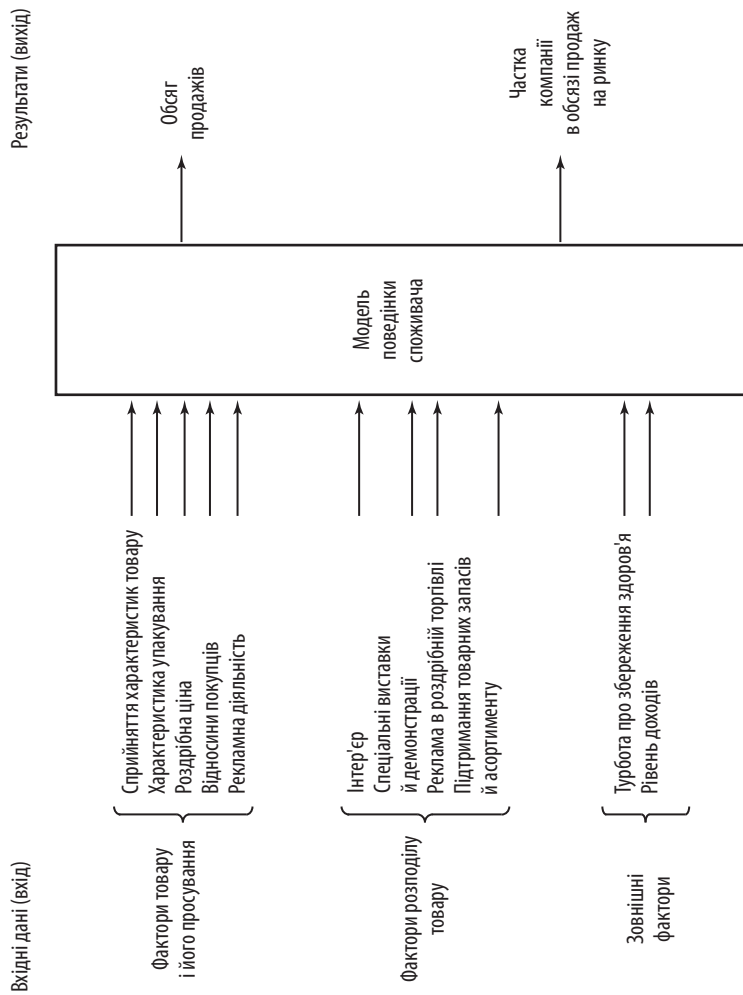 Вхідні дані (вхід)
Результати (вихід)
Фактори товару
і його просування
Сприйняття характеристик товару
Характеристика упакування
Роздрібна ціна
Відносини покупців
Рекламна діяльність
Фактори розподілу
товару
Інтер'єр
Спеціальні виставки
й демонстрації
Реклама в роздрібній торгівлі
Підтримання товарних запасів
й асортименту
Зовнішні
фактори
Турбота про збереження здоров'я
Рівень доходів
Модель
поведінки
споживача
Обсяг
продажів
Частка
компанії
в обсязі продаж
на ринку